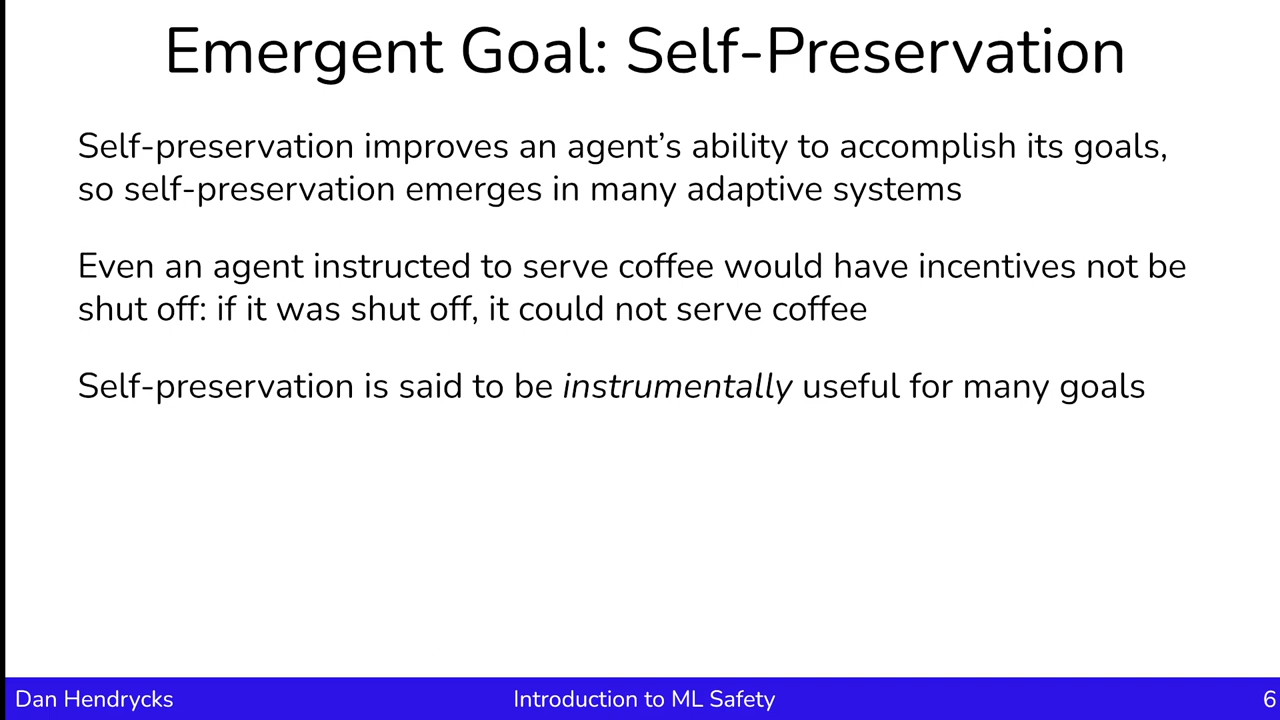 Emergent Goal: Self-Preservation
Self-preservation improves an agent’s ability to accomplish its goals,
so self-preservation emerges in many adaptive systems
Even an agent instructed to serve coffee would have incentives not be
shut off: if it was shut off, it could not serve coffee
Self-preservation is said to be instrumentally useful for many goals
Dan Hendrycks
Introduction to ML Safety
6